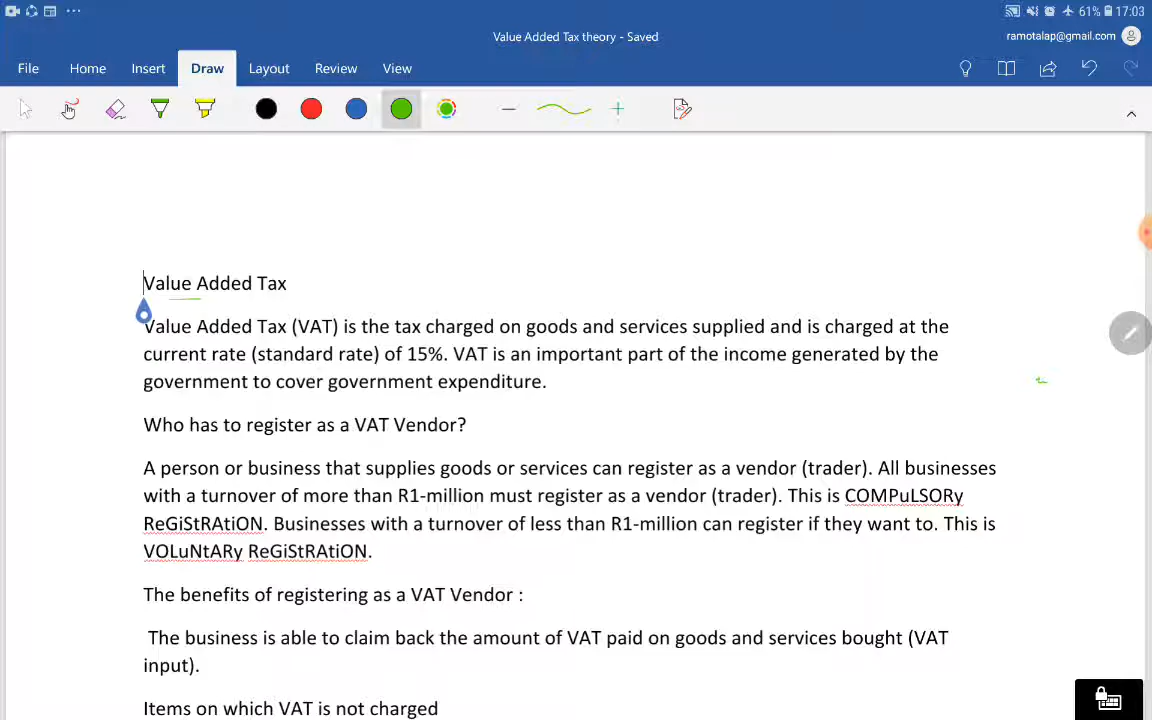 61% 17:03
Value Added Tax theory - Saved
ramotalap@gmail.com
File Home Insert Draw Layout Review View
Value Added Tax
Value Added Tax (VAT) is the tax charged on goods and services supplied and is charged at the
current rate (standard rate) of 15%. VAT is an important part of the income generated by the
government to cover government expenditure.
Who has to register as a VAT Vendor?
A person or business that supplies goods or services can register as a vendor (trader). All businesses
with a turnover of more than R1-million must register as a vendor (trader). This is COMPuLSORy
ReGiStRAtiON. Businesses with a turnover of less than R1-million can register if they want to. This is
VOLuNtARy ReGiStRAtiON.
The benefits of registering as a VAT Vendor :
The business is able to claim back the amount of VAT paid on goods and services bought (VAT
input).
Items on which VAT is not charged